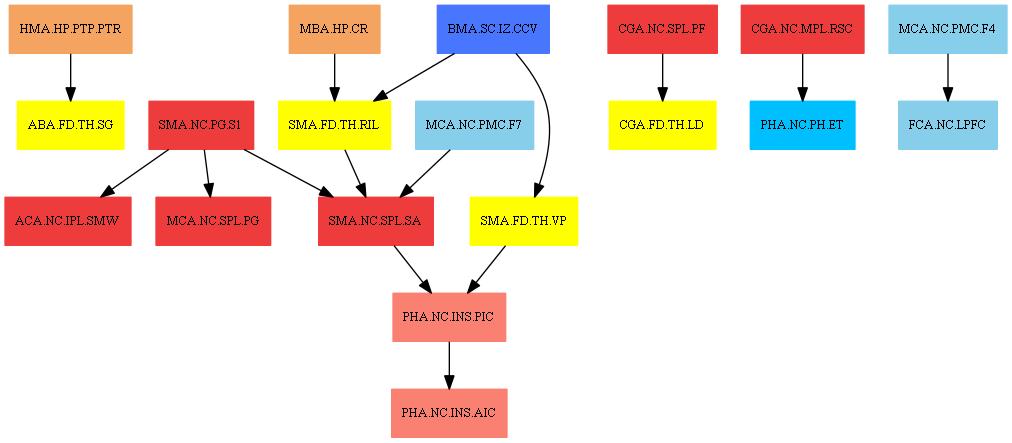 HMA.HP.PTP.PTR
MBA.HP.CR
BMA.SC.IZ.CCV
CGA.NC.SPL.PF
CGA.NC.MPL.RSC
MCA.NC.PMC.F4
ABA.FD.TH.SG
SMA.NC.PG.S1
SMA.FD.TH.RIL
MCA.NC.PMC.F7
CGA.FD.TH.LD
PHA.NC.PH.ET
FCA.NC.LPFC
ACA.NC.IPL.SMW
MCA.NC.SPL.PG
SMA.NC.SPL.SA
SMA.FD.TH.VP
PHA.NC.INS.PIC
PHA.NC.INS.AIC